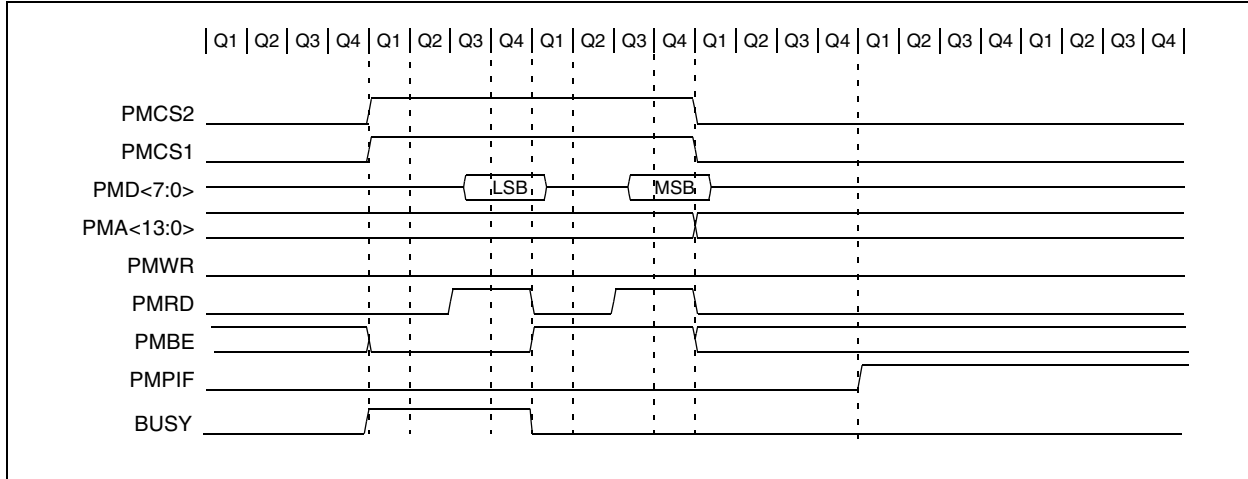 Q1 Q2 Q3 Q4 Q1 Q2 Q3 Q4 Q1 Q2 Q3 Q4 Q1 Q2 Q3 Q4 Q1 Q2 Q3 Q4 Q1 Q2 Q3 Q4
PMCS2
PMCS1
PMD<7:0> LSB MSB
PMA<13:0>
PMWR
PMRD
PMBE
PMPIF
BUSY